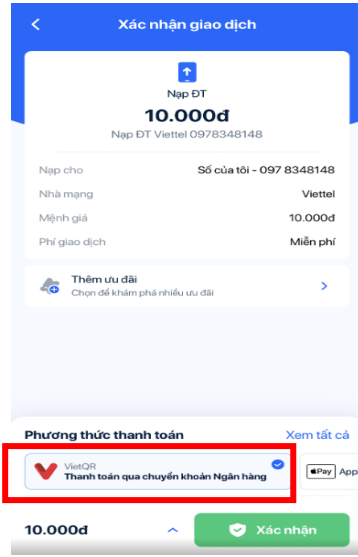 Xác nhận giao dịch
Nạp ĐT
10.000đ
Nạp ĐT Viettel 0978348148
Nạp cho Số của tôi - 097 8348148
Nhà mạng Viettel
Mệnh giá 10.000đ
Phí giao dịch Miễn phí
Thêm ưu đãi
Chọn để khám phá nhiều ưu đãi
Phương thức thanh toán Xem tất cả
VietQR
Thanh toán qua chuyển khoản Ngân hàng
Pay App
10.000đ Xác nhận